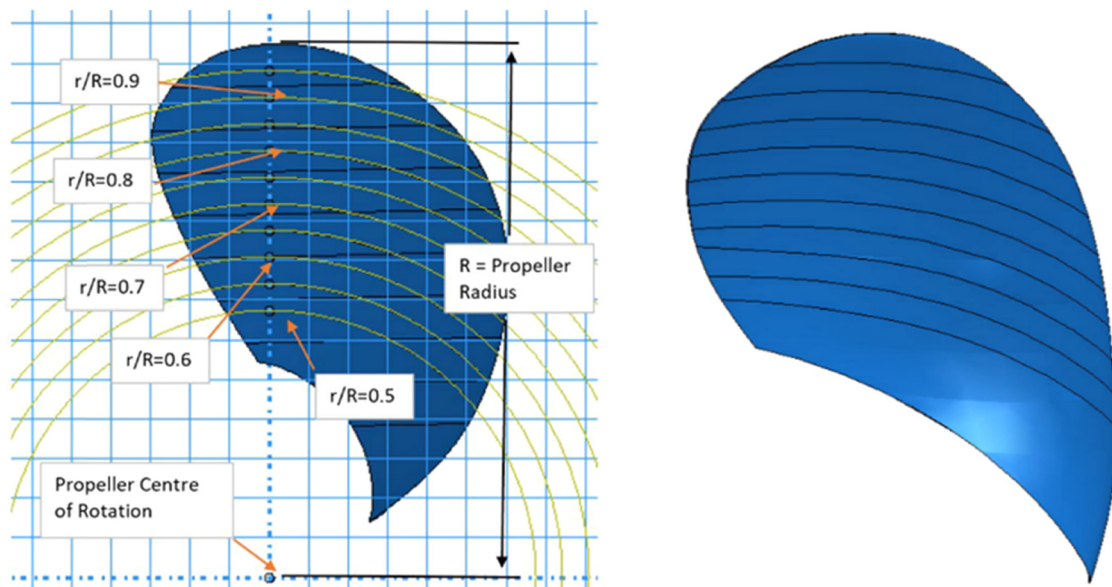 r/R=0.9
r/R=0.8
r/R=0.7
R = Propeller
Radius
r/R=0.6
r/R=0.5
Propeller Centre
of Rotation